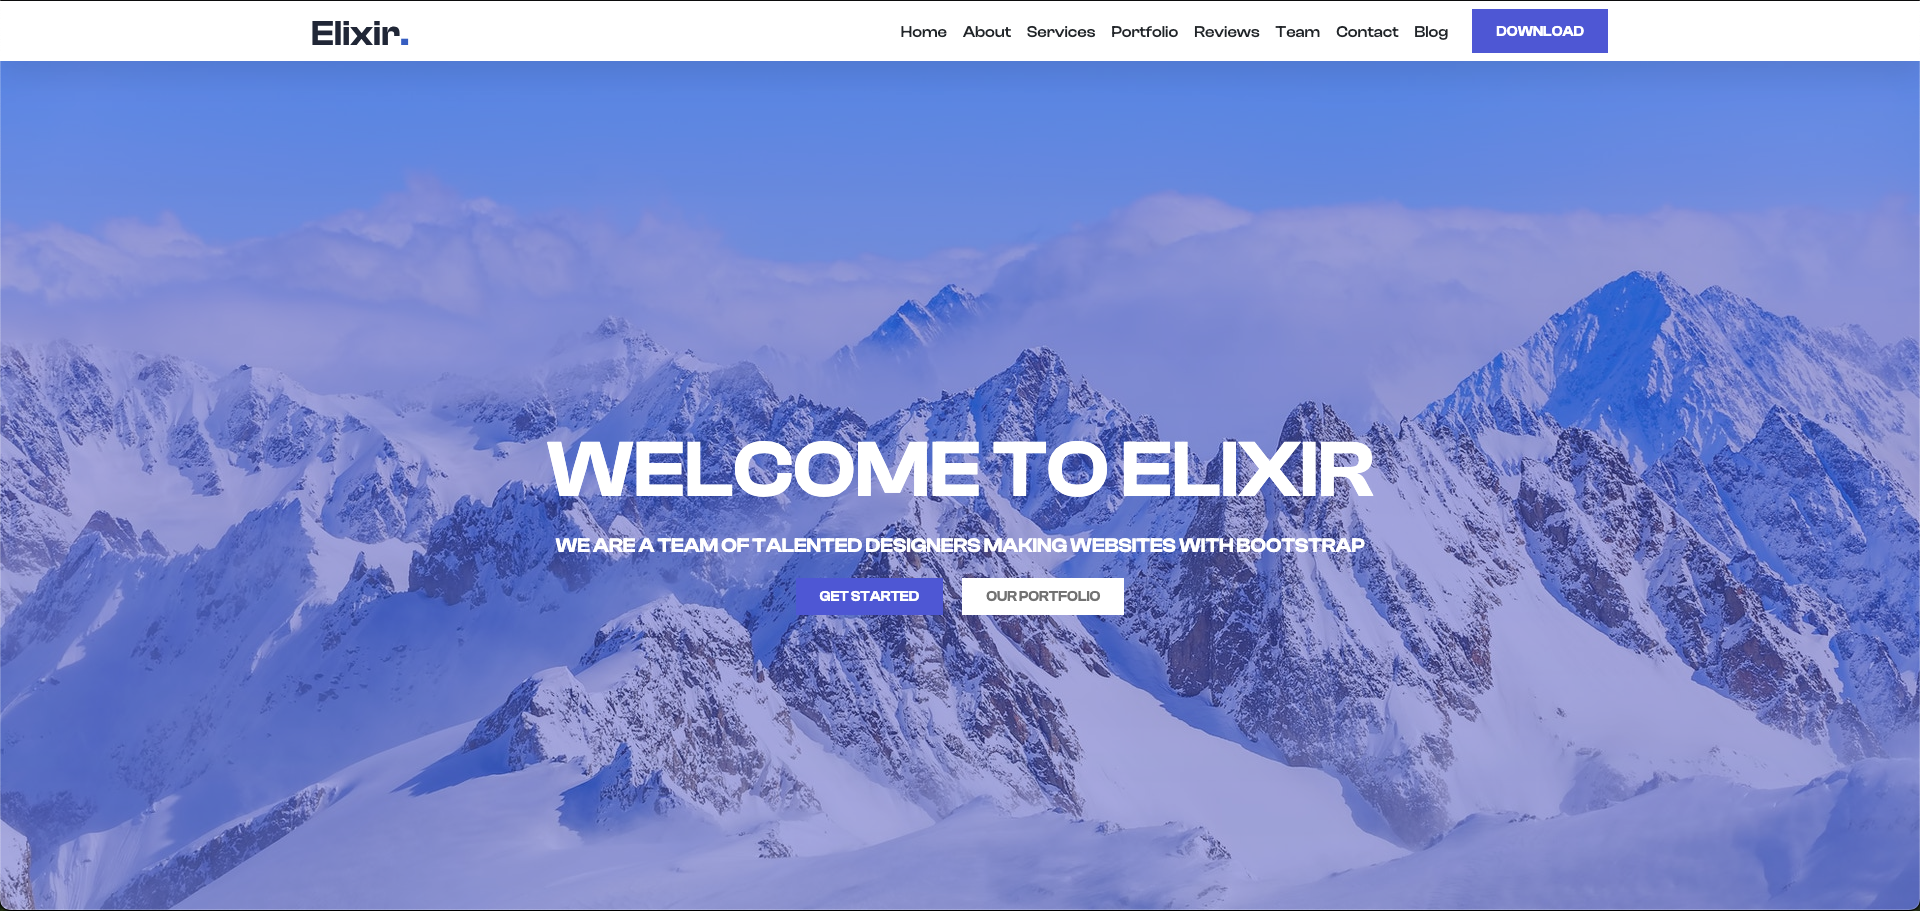 Elixir.
Home About Services Portfolio Reviews Team Contact Blog DOWNLOAD
WELCOME TO ELIXIR
WE ARE A TEAM OF TALENTED DESIGNERS MAKING WEBSITES WITH BOOTSTRAP
GET STARTED OUR PORTFOLIO